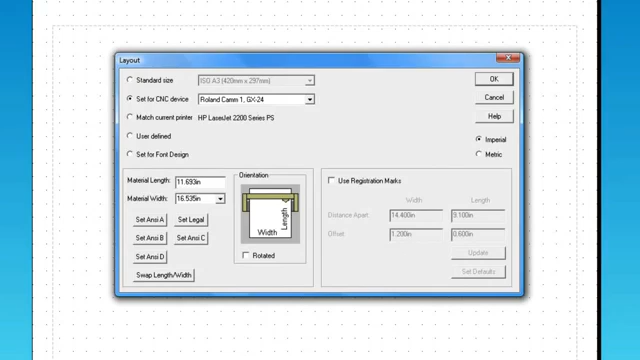 Layout
Standard size ISO A3 (420mm x 297mm) OK
Set for CNC device Roland Camm 1, GX-24 Cancel
Match current printer HP LaserJet 2200 Series PS Help
User defined Imperial
Set for Font Design Metric
Material Length: 11.693in Orientation Use Registration Marks
Material Width: 16.535in Width Length
Set Ansi A Set Legal Length Distance Apart: 14.400in 9.100in
Set Ansi B Set Ansi C Width Offset: 1.200in 0.600in
Set Ansi D Rotated Update
Swap Length/Width Set Defaults